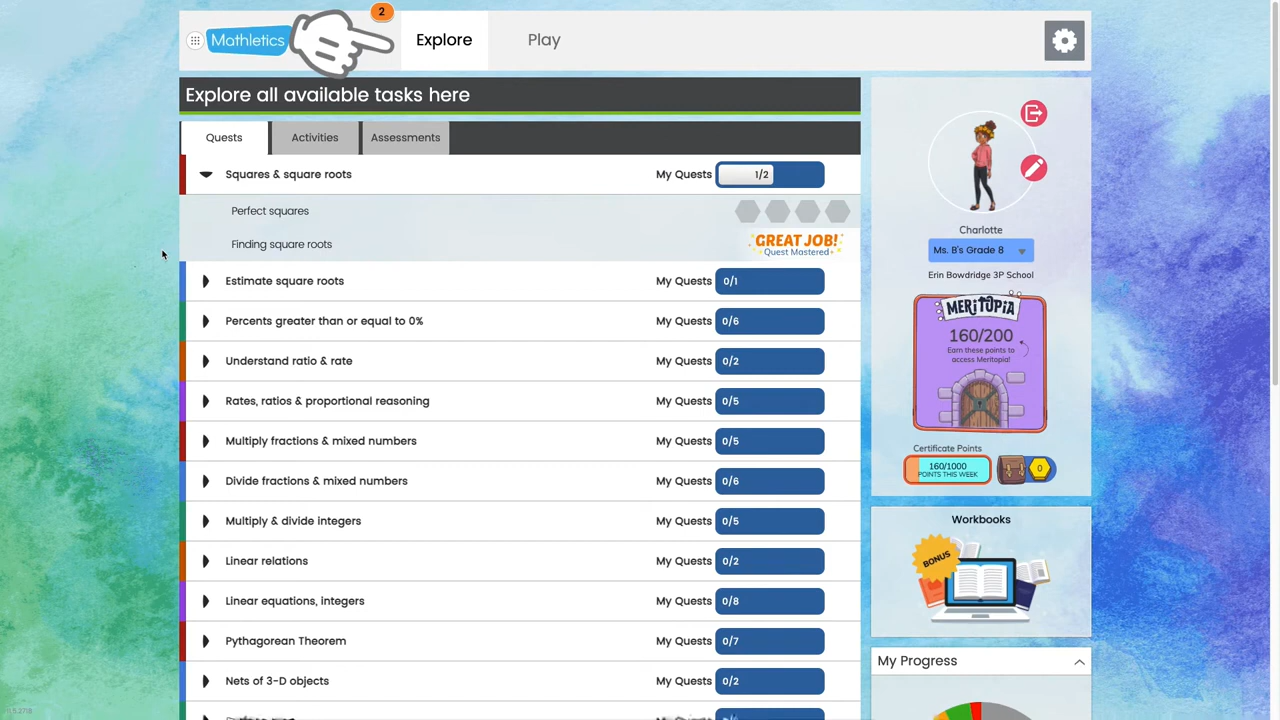 2
Mathletics
Explore
Play
Explore all available tasks here
Quests
Activities
Assessments
Squares & square roots
My Quests
1/2
Perfect squares
Finding square roots
GREAT JOB!
Quest Mastered
Estimate square roots
My Quests
0/1
Percents greater than or equal to 0%
My Quests
0/6
Understand ratio & rate
My Quests
0/2
Rates, ratios & proportional reasoning
My Quests
0/5
Multiply fractions & mixed numbers
My Quests
0/5
Divide fractions & mixed numbers
My Quests
0/6
Multiply & divide integers
My Quests
0/5
Linear relations
My Quests
0/2
Linear equations, integers
My Quests
0/8
Pythagorean Theorem
My Quests
0/7
Nets of 3-D objects
My Quests
0/2
Charlotte
Ms. B's Grade 8
Erin Bowdridge 3P School
MERITOPIA
160/200
Earn these points to
access Meritopia!
Certificate Points
160/1000
POINTS THIS WEEK
0
Workbooks
BONUS
My Progress